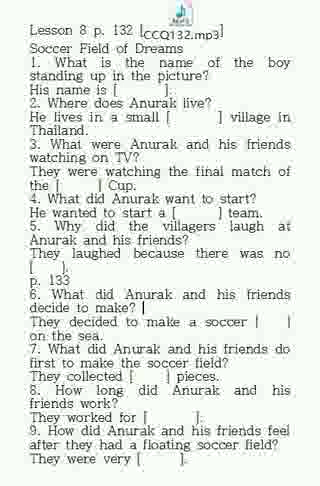 Lesson 8 p. 132 [CCQ132.mp3]
Soccer Field of Dreams
1. What is the name of the boy
standing up in the picture?
His name is [ ].
2. Where does Anurak live?
He lives in a small [ ] village in
Thailand.
3. What were Anurak and his friends
watching on TV?
They were watching the final match of
the [ ] Cup.
4. What did Anurak want to start?
He wanted to start a [ ] team.
5. Why did the villagers laugh at
Anurak and his friends?
They laughed because there was no
[ ].
p. 133
6. What did Anurak and his friends
decide to make?
They decided to make a soccer [ ]
on the sea.
7. What did Anurak and his friends do
first to make the soccer field?
They collected [ ] pieces.
8. How long did Anurak and his
friends work?
They worked for [ ].
9. How did Anurak and his friends feel
after they had a floating soccer field?
They were very [ ].